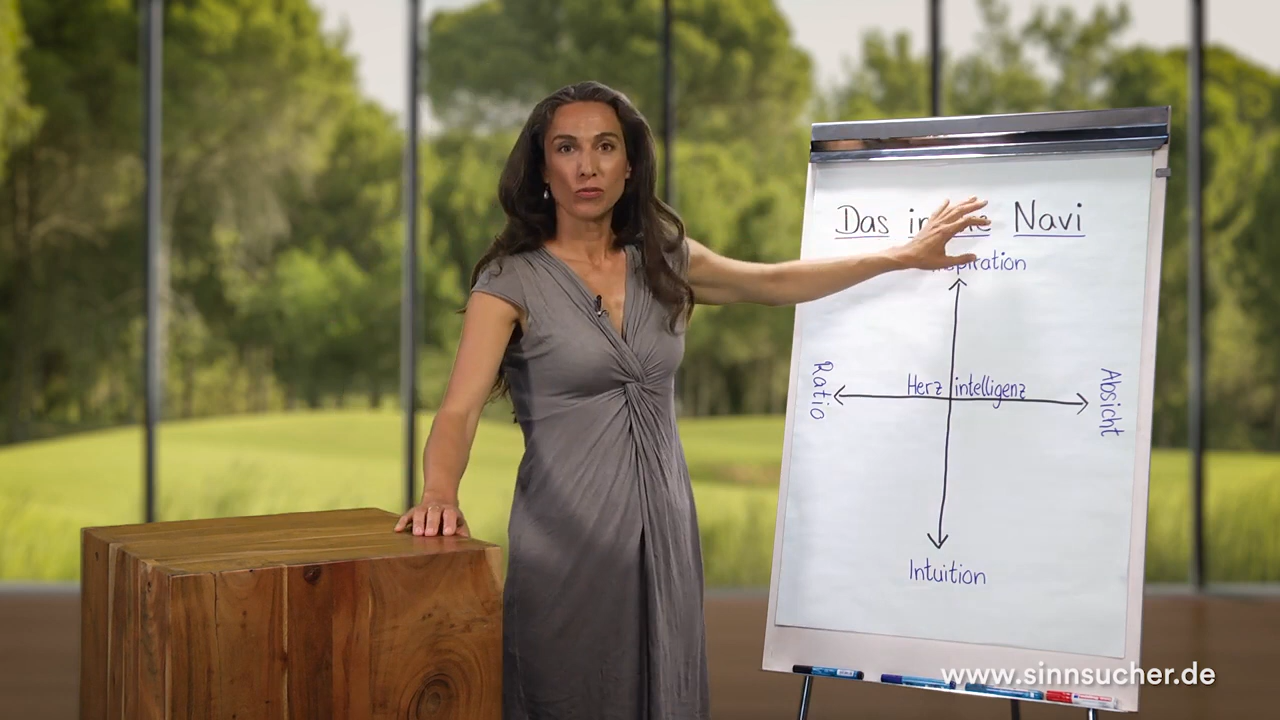 Das Navi
Ratio
Herz intelligenz
Absicht
Intuition
www.sinnsucher.de